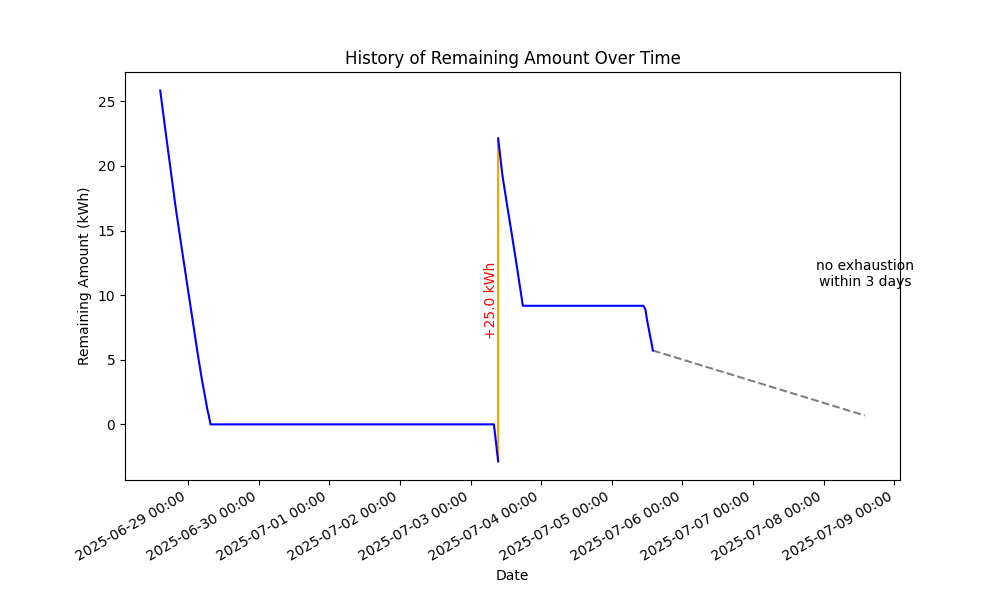 History of Remaining Amount Over Time
Remaining Amount (kWh)
25
20
15
10
5
0
+25.0 kWh
no exhaustion
within 3 days
2025-06-29 00:00
2025-06-30 00:00
2025-07-01 00:00
2025-07-02 00:00
2025-07-03 00:00
2025-07-04 00:00
2025-07-05 00:00
2025-07-06 00:00
2025-07-07 00:00
2025-07-08 00:00
2025-07-09 00:00
Date